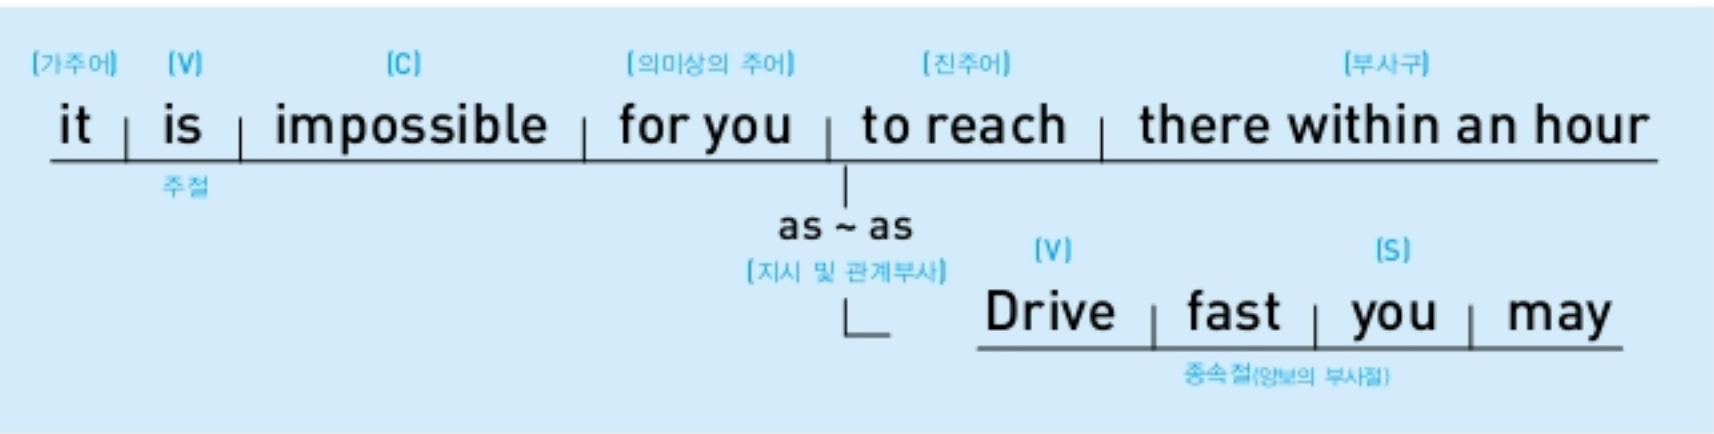 (가주어) (V) (C) (의미상의 주어) (진주어) (부사구)
it is impossible for you to reach there within an hour
주절
as ~ as
(지시 및 관계부사)
(V) (S)
Drive fast you may
종속절(양보의 부사절)